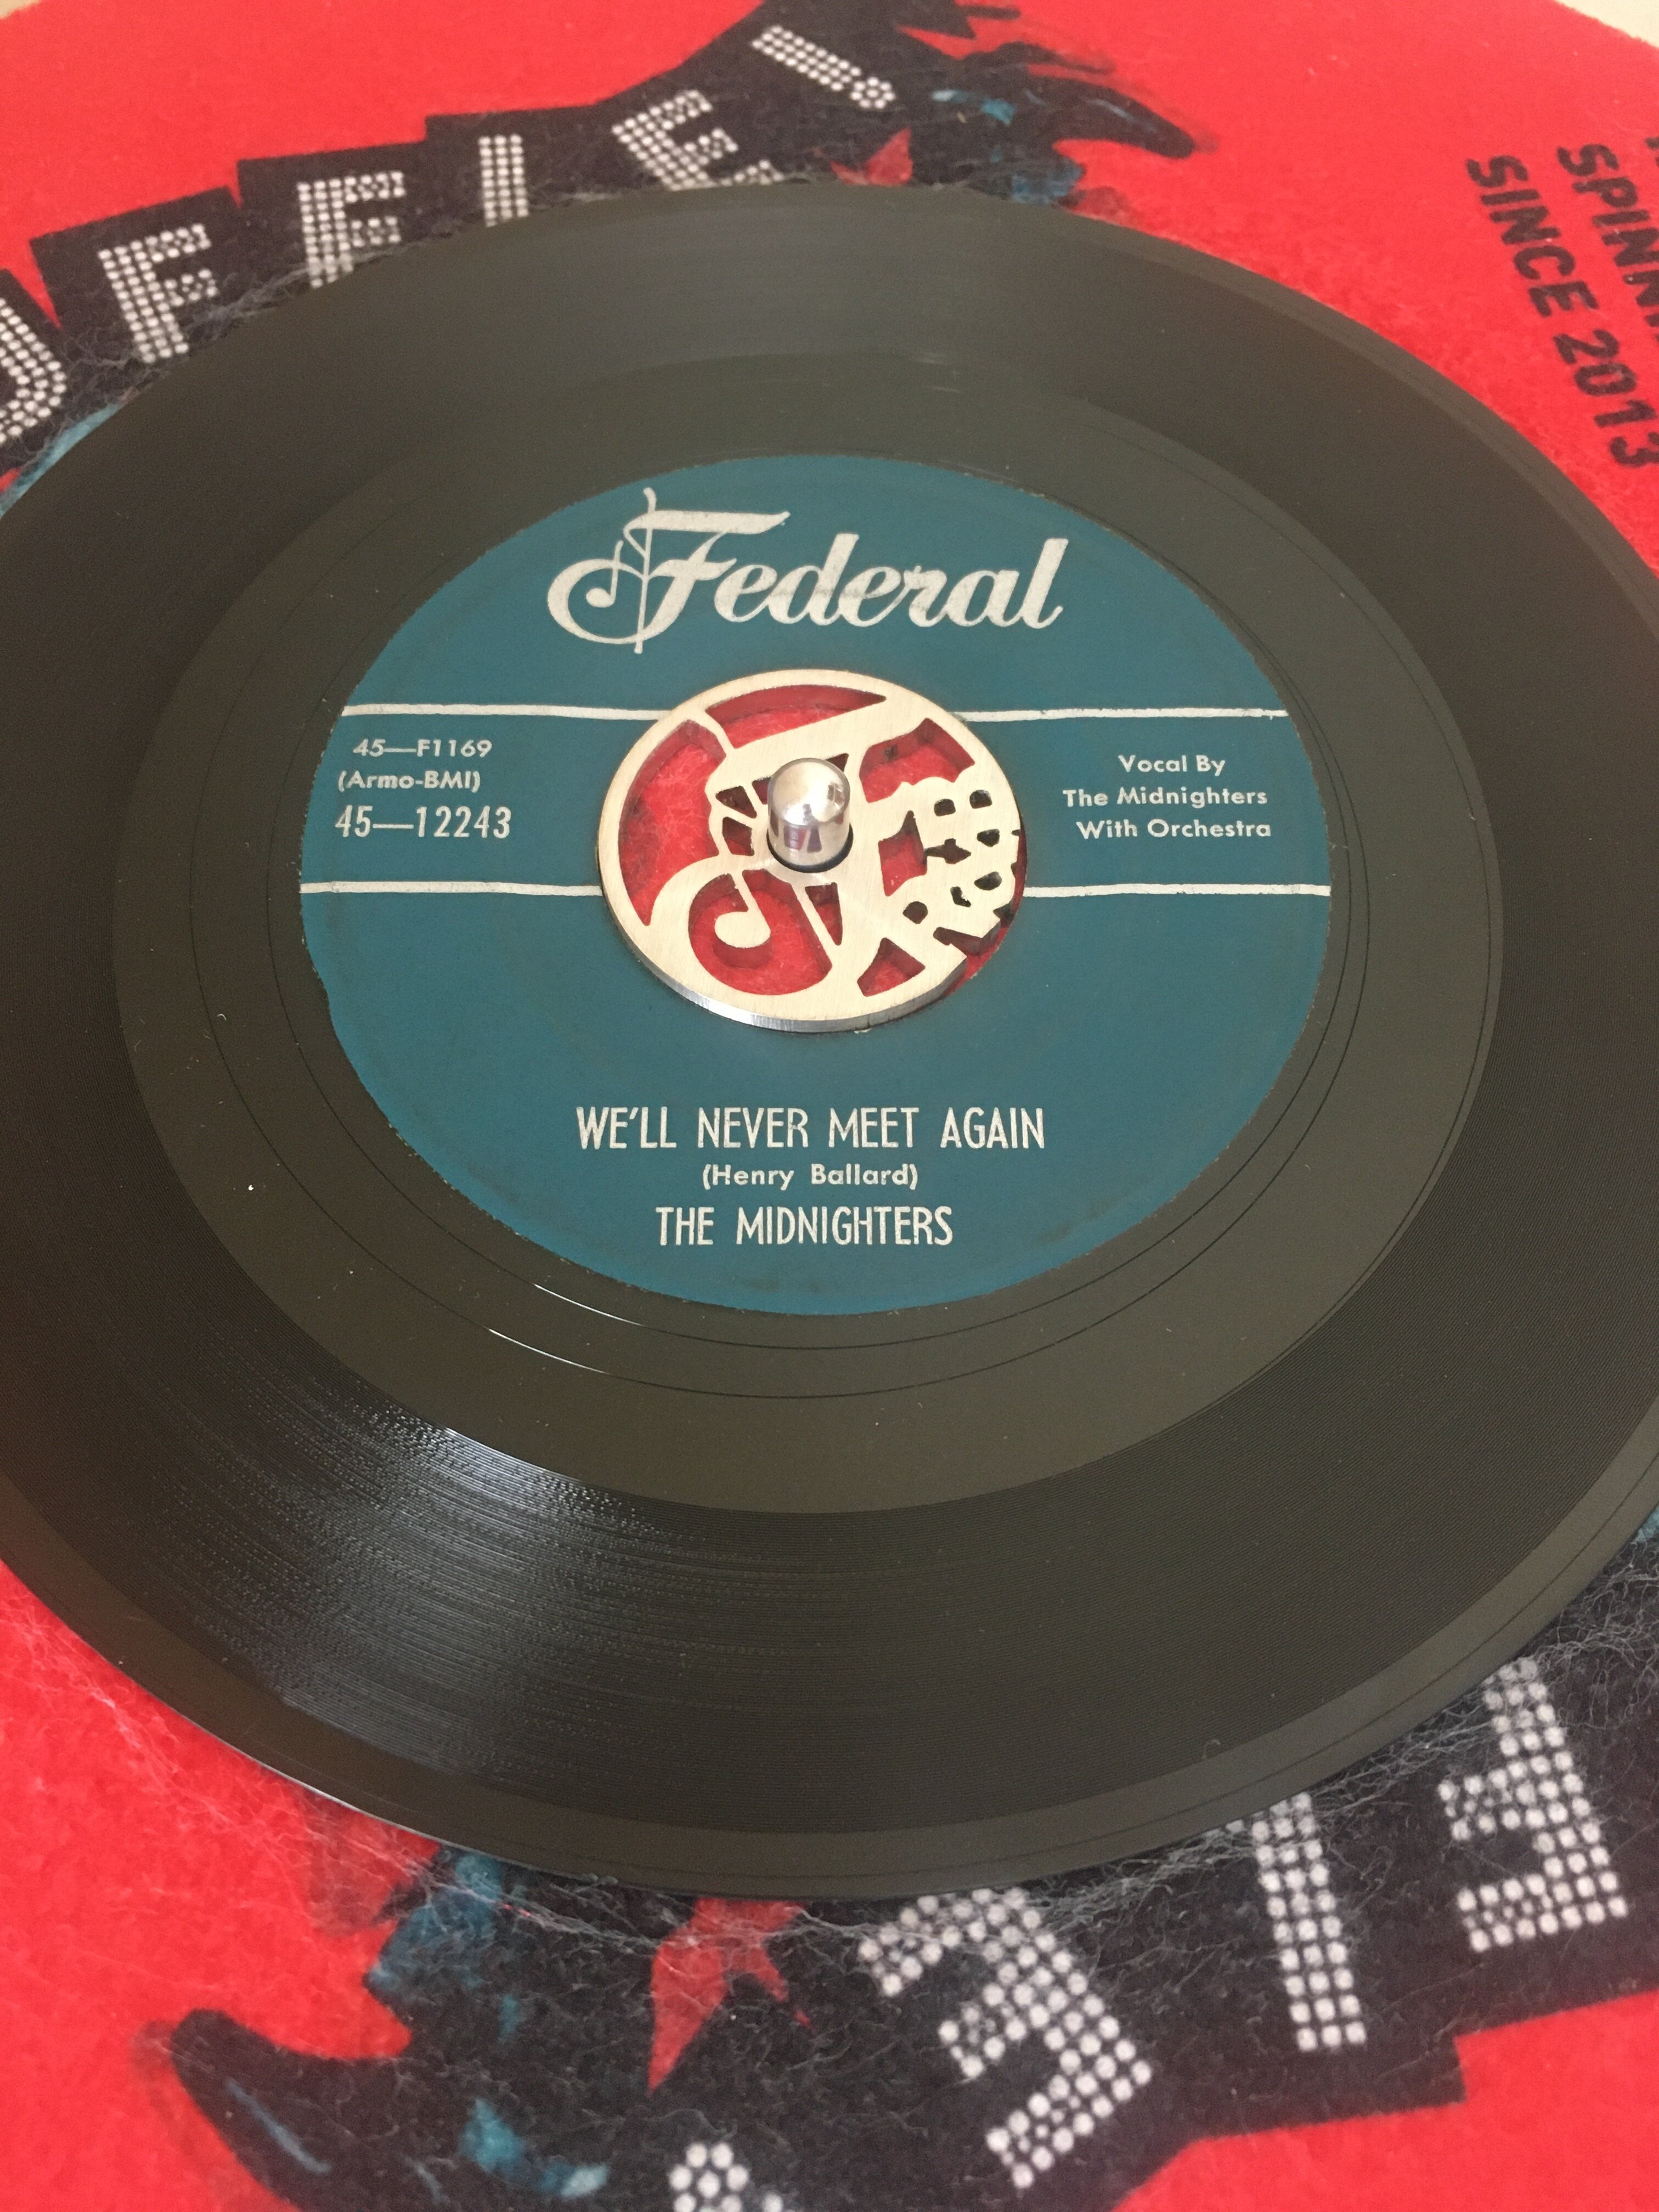 SINCE 2013
Federal
45—F1169
(Armo-BMI)
45—12243
Vocal By
The Midnighters
With Orchestra
WE'LL NEVER MEET AGAIN
(Henry Ballard)
THE MIDNIGHTERS